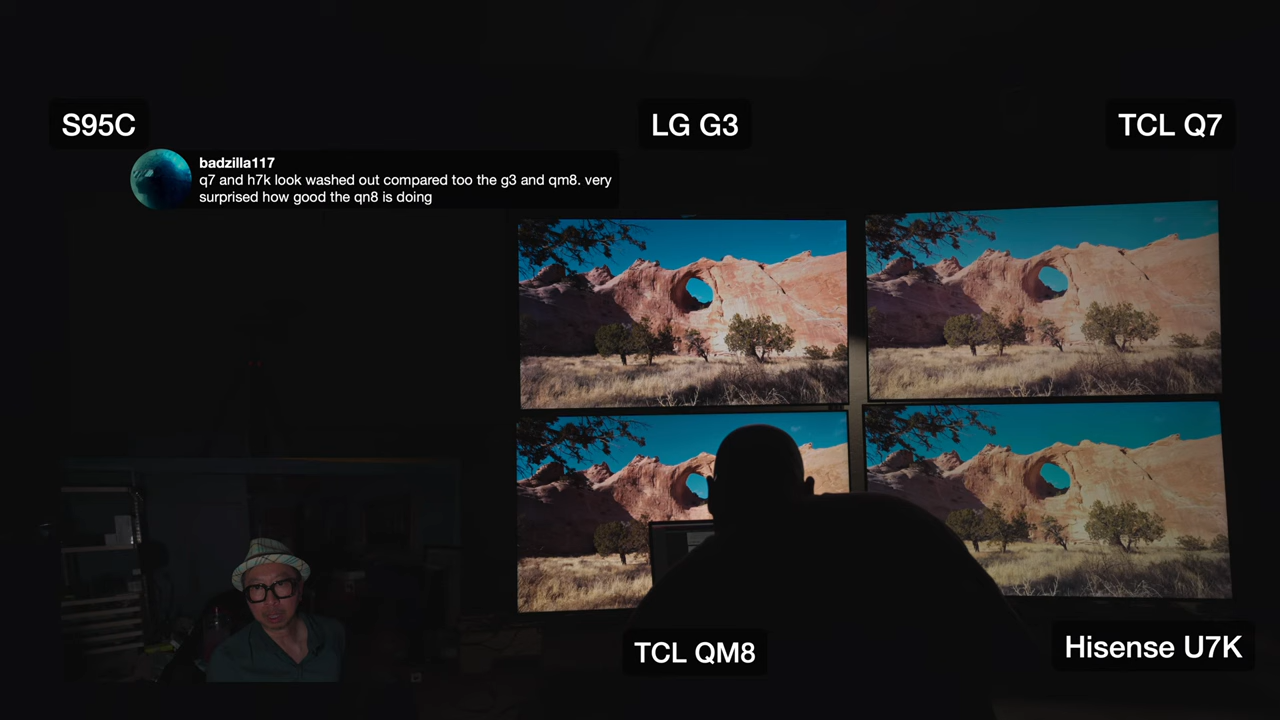 S95C
LG G3
TCL Q7
badzilla117
q7 and h7k look washed out compared too the g3 and qm8. very
surprised how good the qn8 is doing
TCL QM8
Hisense U7K